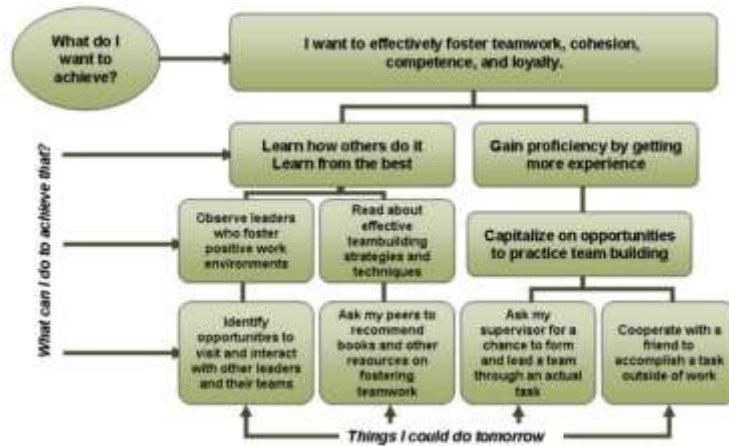 What do I
want to
achieve?
I want to effectively foster teamwork, cohesion,
competence, and loyalty.
What can I do to achieve that?
Learn how others do it
Learn from the best
Gain proficiency by getting
more experience
Observe leaders
who foster
positive work
environments
Read about
effective
teambuilding
strategies and
techniques
Capitalize on opportunities
to practice team building
Identify
opportunities to
visit and interact
with other leaders
and their teams
Ask my peers to
recommend
books and other
resources on
fostering
teamwork
Ask my
supervisor for a
chance to form
and lead a team
through an actual
task
Cooperate with a
friend to
accomplish a task
outside of work
Things I could do tomorrow